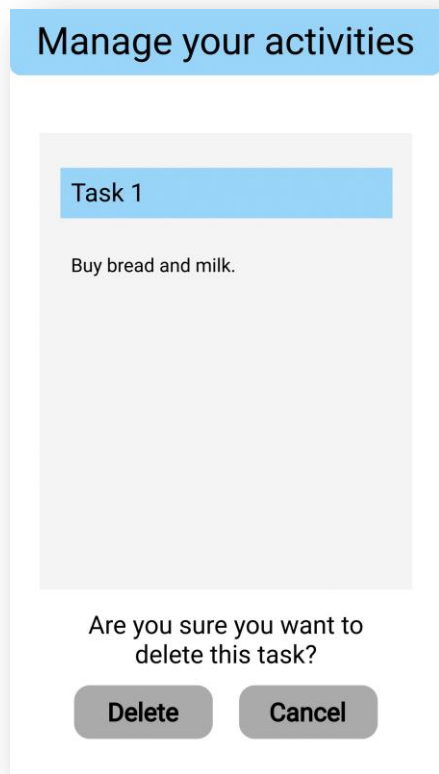 Manage your activities
Task 1
Buy bread and milk.
Are you sure you want to
delete this task?
Delete
Cancel